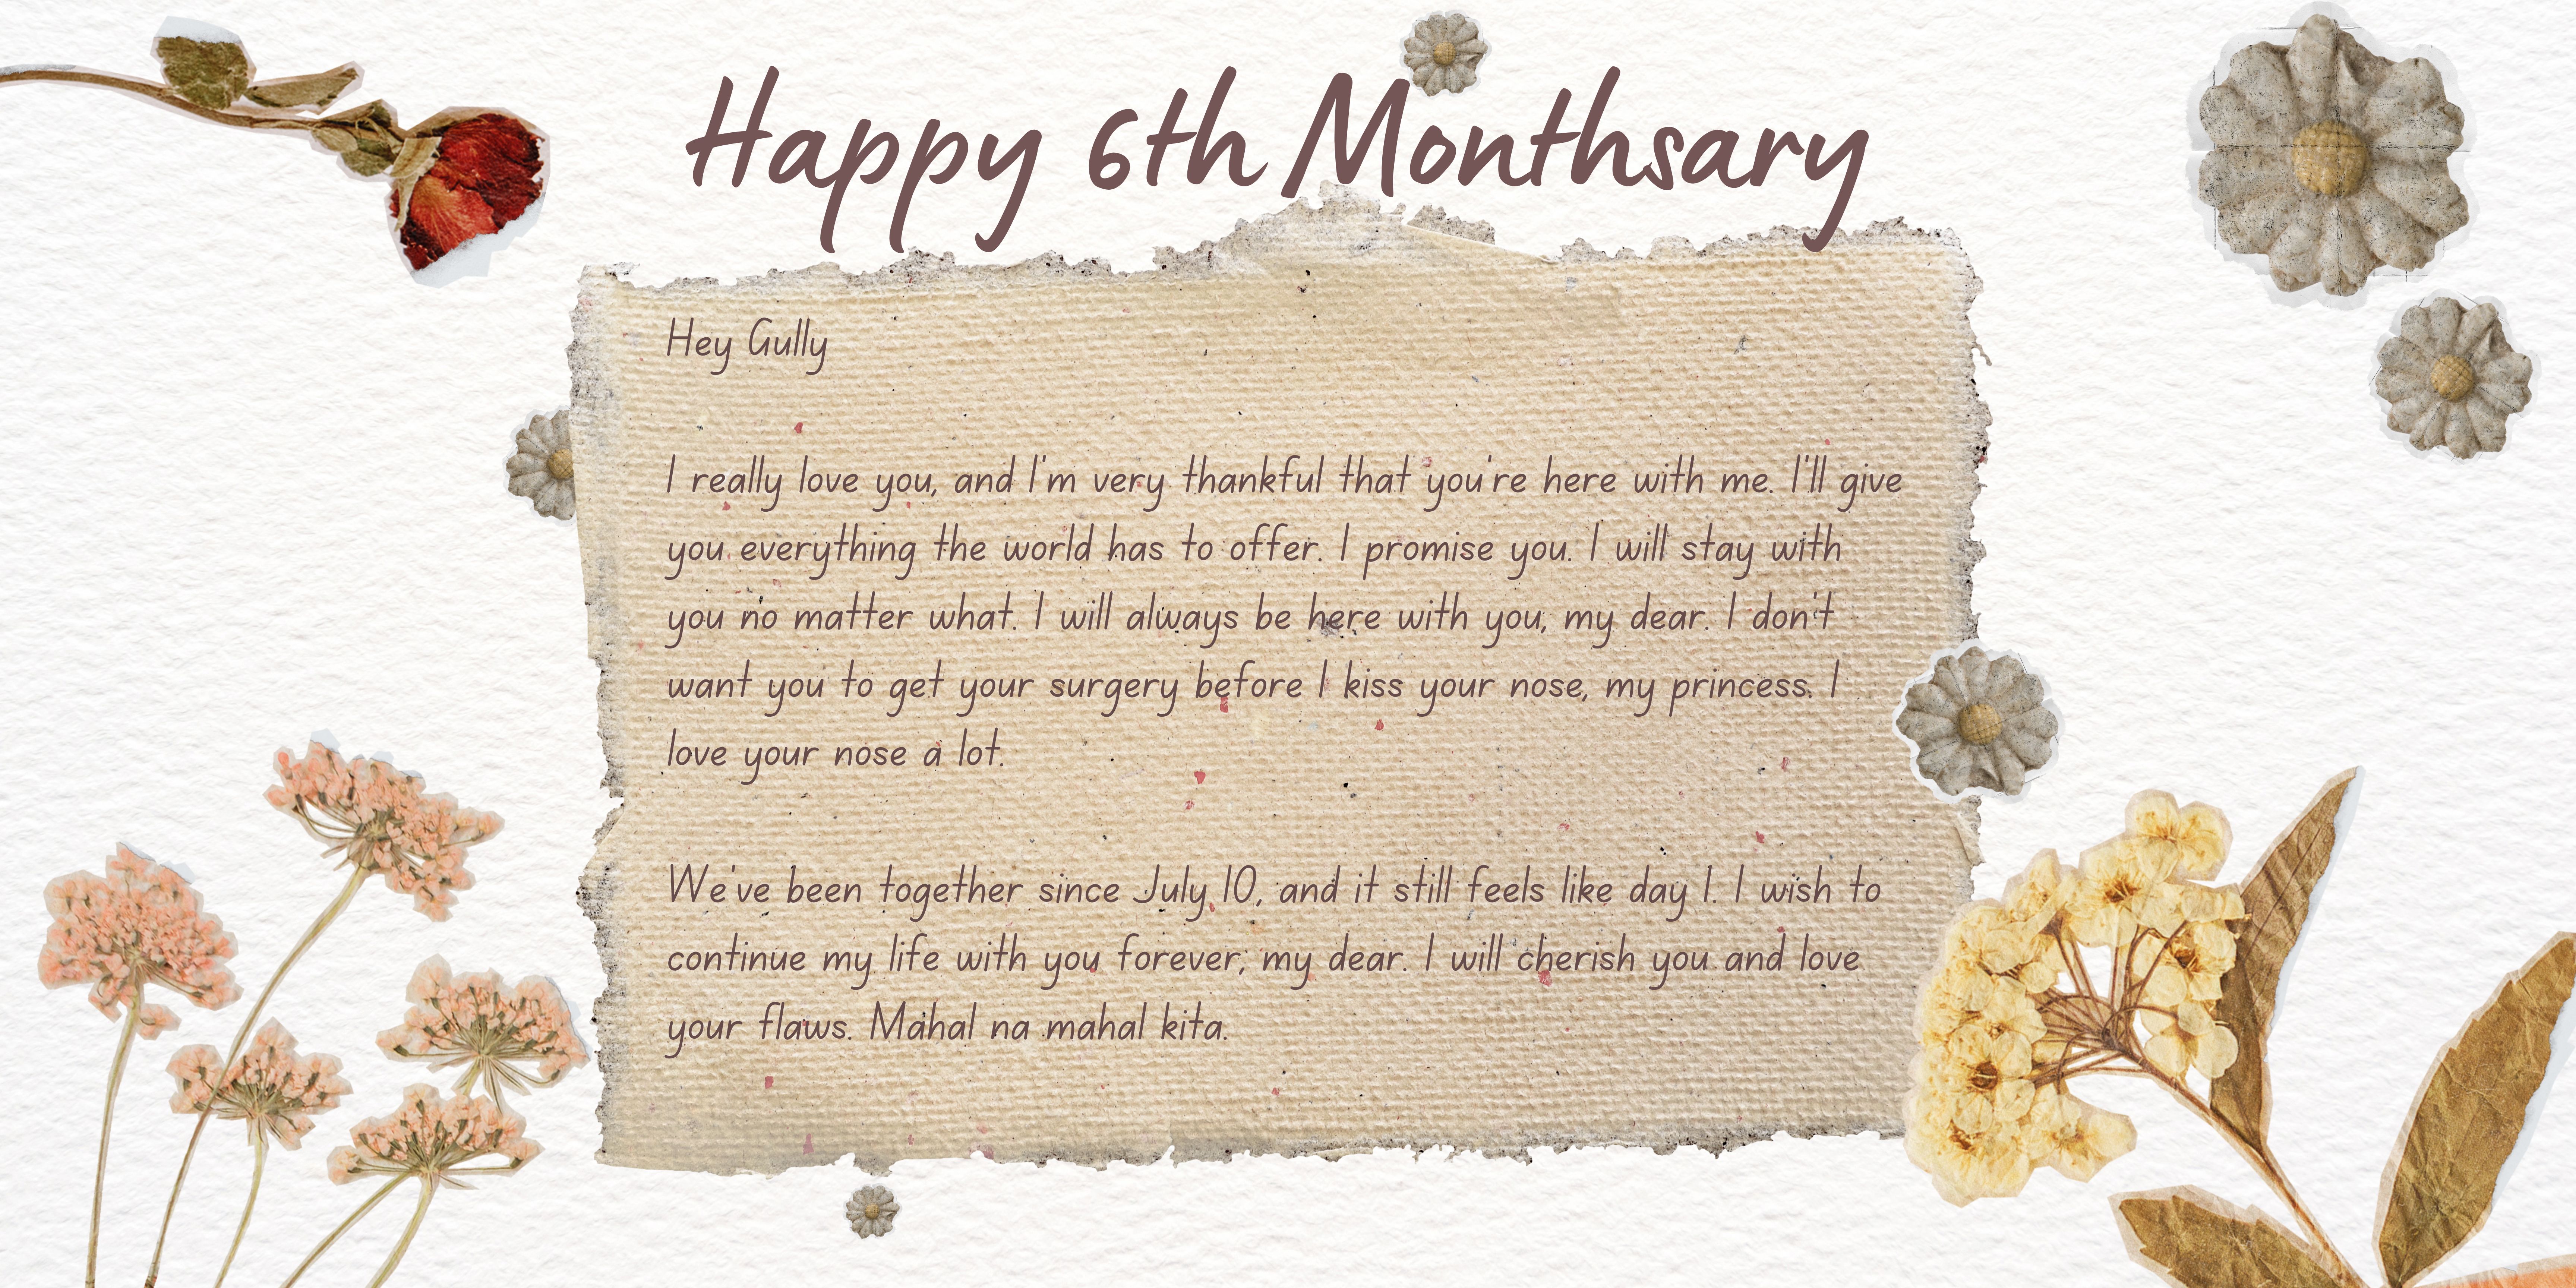 Happy 6th Monthsary
Hey Gully
I really love you, and I'm very thankful that you're here with me. I'll give
you everything the world has to offer. I promise you. I will stay with
you no matter what. I will always be here with you, my dear. I don't
want you to get your surgery before I kiss your nose, my princess. I
love your nose a lot.
We've been together since July 10, and it still feels like day 1. I wish to
continue my life with you forever, my dear. I will cherish you and love
your flaws. Mahal na mahal kita.